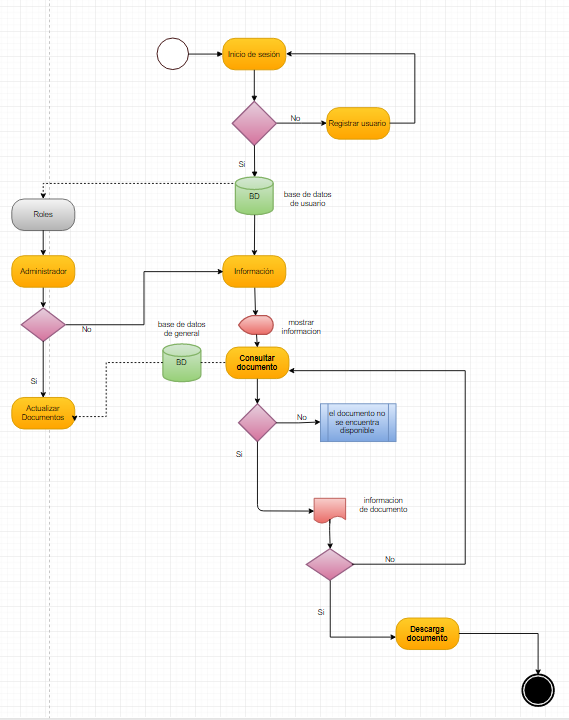 Inicio de sesión
No
Registrar usuario
Si
BD
base de datos
de usuario
Roles
Administrador
Información
No
base de datos
de general
mostrar
informacion
BD
Consultar
documento
Si
Actualizar
Documentos
No
el documento no
se encuentra
disponible
Si
informacion
de documento
No
Si
Descarga
documento